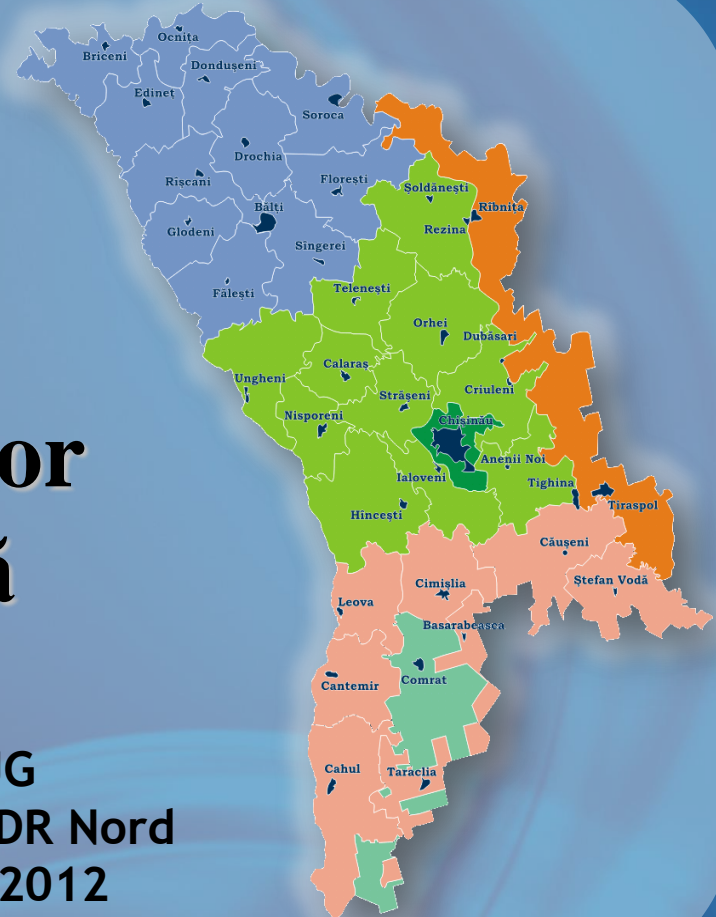 Ocnița
Briceni
Dondușeni
Edineț
Soroca
Drochia
Rîșcani
Florești
Șoldănești
Bălți
Rîbnița
Glodeni
Rezina
Sîngerei
Telenești
Fălești
Orhei
Dubăsari
Calaraș
Ungheni
Criuleni
Strășeni
Nisporeni
Chișinău
or
Anenii Noi
Ialoveni
Tighina
Tiraspol
Hîncești
Căușeni
ă
Cimișlia
Ștefan Vodă
Leova
Basarabeasca
Comrat
Cantemir
Cahul
Taraclia
DR Nord
2012